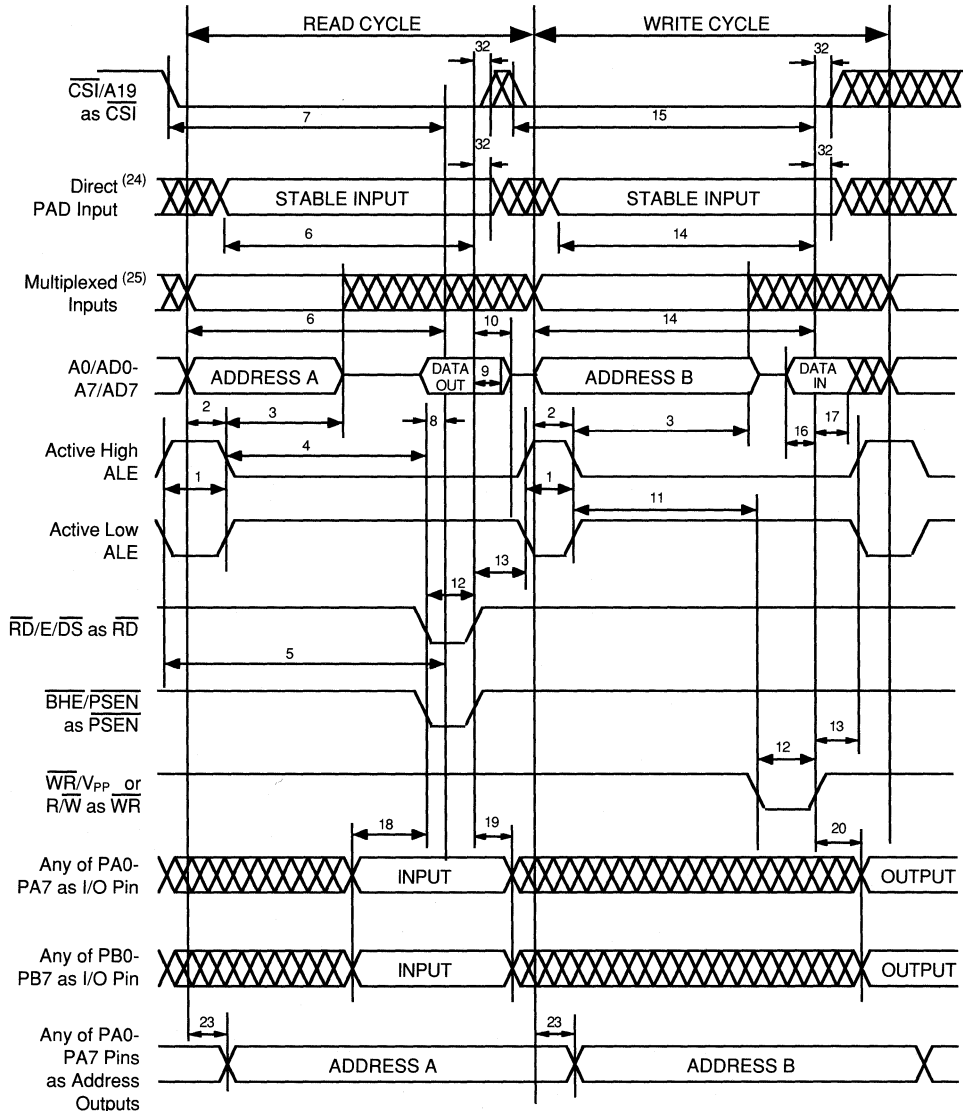 READ CYCLE WRITE CYCLE
32 32
CSI/A19
as CSI
7 15
32 32
Direct (24)
PAD Input
STABLE INPUT STABLE INPUT
6 14
Multiplexed (25)
Inputs
6 10 14
A0/AD0-
A7/AD7
ADDRESS A DATA OUT 9 ADDRESS B DATA IN
2 3 8 2 3 16 17
4
Active High
ALE
1 1
11
Active Low
ALE
13
12
RD/E/DS as RD
5
BHE/PSEN
as PSEN
13
12
WR/VPP or
R/W as WR
18 19 20
Any of PA0-
PA7 as I/O Pin
INPUT OUTPUT
Any of PB0-
PB7 as I/O Pin
INPUT OUTPUT
23 23
Any of PA0-
PA7 Pins
as Address
Outputs
ADDRESS A ADDRESS B